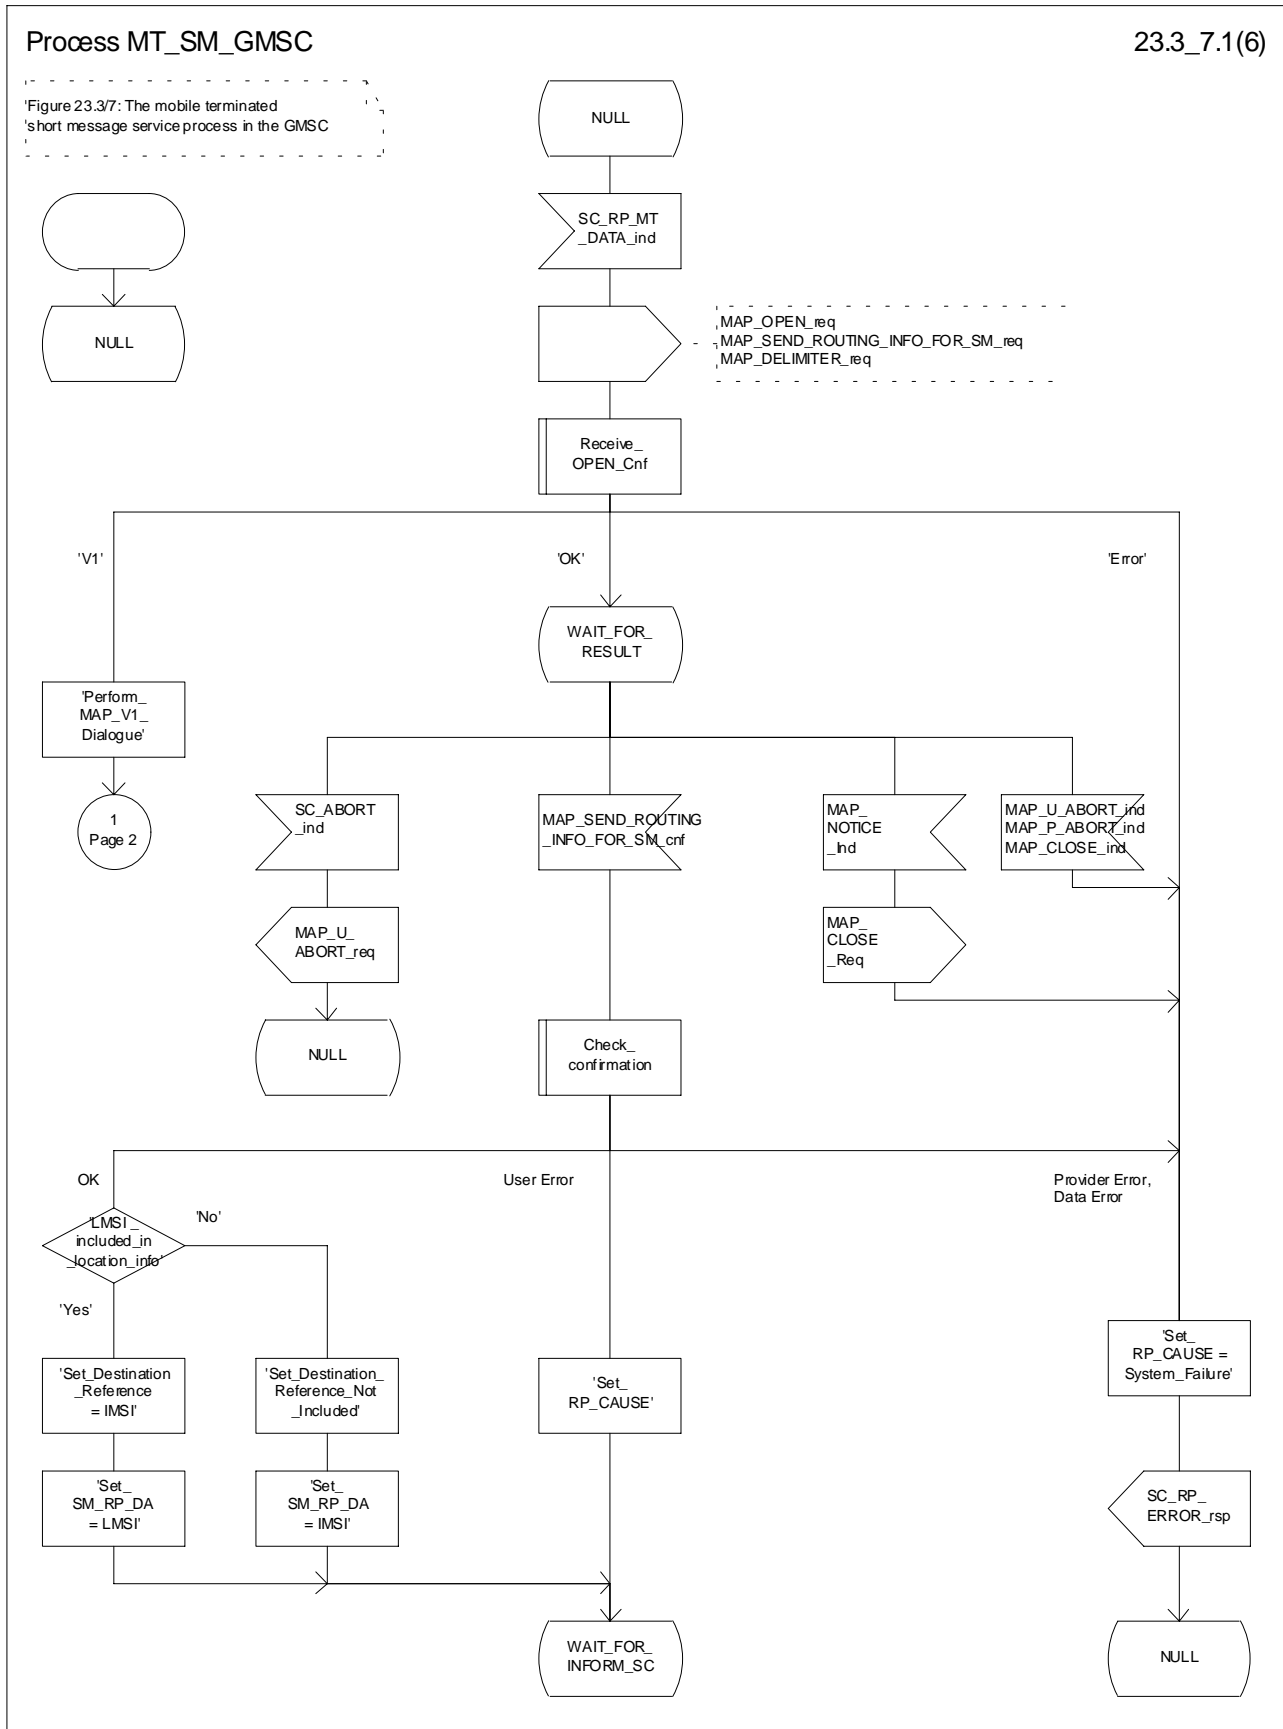 Process MT_SM_GMSC
23.3_7.1(6)
'Figure 23.3/7: The mobile terminated
'short message service process in the GMSC
NULL
SC_RP_MT
_DATA_ind
NULL
MAP_OPEN_req
MAP_SEND_ROUTING_INFO_FOR_SM_req
MAP_DELIMITER_req
Receive_
OPEN_Cnf
'V1'
'OK'
'Error'
WAIT_FOR_
RESULT
'Perform_
MAP_V1_
Dialogue'
1
Page 2
SC_ABORT
_ind
MAP_SEND_ROUTING
_INFO_FOR_SM_cnf
MAP_
NOTICE
_Ind
MAP_U_ABORT_ind
MAP_P_ABORT_ind
MAP_CLOSE_ind
MAP_U_
ABORT_req
MAP_
CLOSE
_Req
NULL
Check_
confirmation
OK
User Error
Provider Error,
Data Error
'LMSI_
included_in
_location_info'
'No'
'Yes'
'Set_Destination
_Reference
= IMSI'
'Set_Destination_
Reference_Not
_Included'
'Set_
RP_CAUSE'
'Set_
RP_CAUSE =
System_Failure'
'Set_
SM_RP_DA
= LMSI'
'Set_
SM_RP_DA
= IMSI'
SC_RP_
ERROR_rsp
WAIT_FOR_
INFORM_SC
NULL